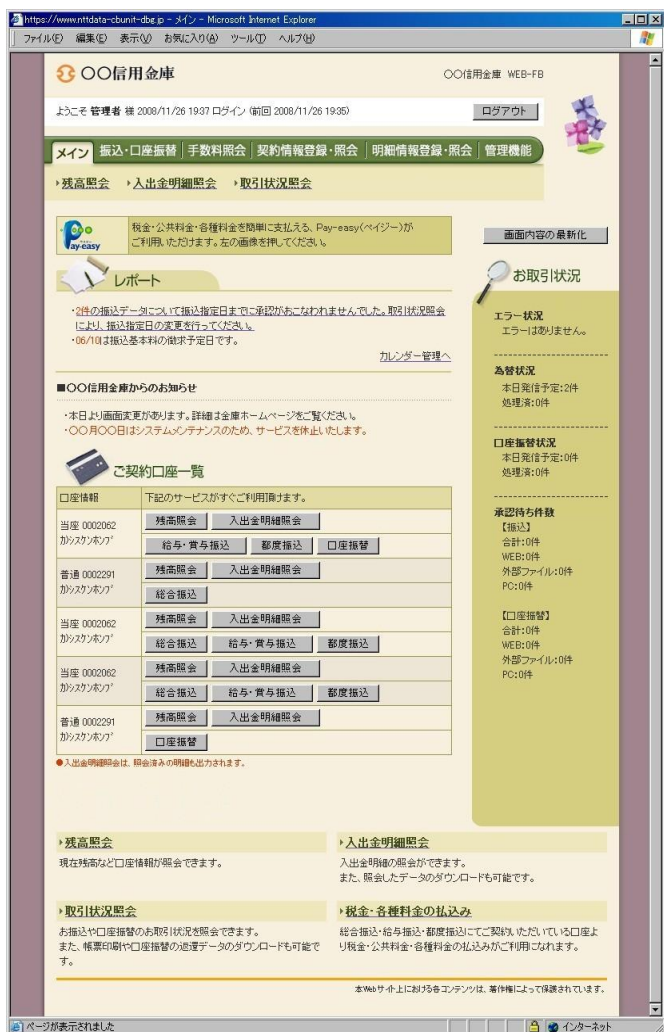 https://www.nttdata-cbunit-dbg.jp - メイン - Microsoft Internet Explorer
ファイル(F) 編集(E) 表示(V) お気に入り(A) ツール(T) ヘルプ(H)
〇〇信用金庫
〇〇信用金庫 WEB-FB
ようこそ 管理者 様 2008/11/26 19:37 ログイン (前回 2008/11/26 19:35)
ログアウト
メイン 振込・口座振替 手数料照会 契約情報登録・照会 明細情報登録・照会 管理機能
残高照会 入出金明細照会 取引状況照会
Pay-easy
税金・公共料金・各種料金を簡単に支払える、Pay-easy(ペイジー)が
ご利用いただけます。左の画像を押してください。
画面内容の最新化
レポート
・2件の振込データについて振込指定日までに承認がおこなわれませんでした。取引状況照会
により、振込指定日の変更を行ってください。
・06/10は振込基本料の徴求予定日です。
カレンダー管理へ
■〇〇信用金庫からのお知らせ
・本日より画面変更があります。詳細は金庫ホームページをご覧ください。
・〇〇月〇〇日はシステムメンテナンスのため、サービスを休止いたします。
ご契約口座一覧
口座情報 下記のサービスがすぐご利用頂けます。
当座 0002062
カ)シスケンホンプ゚
残高照会 入出金明細照会
給与・賞与振込 都度振込 口座振替
普通 0002291
カ)シスケンホンプ゚
残高照会 入出金明細照会
総合振込
当座 0002062
カ)シスケンホンプ゚
残高照会 入出金明細照会
総合振込 給与・賞与振込 都度振込
当座 0002062
カ)シスケンホンプ゚
残高照会 入出金明細照会
総合振込 給与・賞与振込 都度振込
普通 0002291
カ)シスケンホンプ゚
残高照会 入出金明細照会
口座振替
●入出金明細照会は、照会済みの明細も出力されます。
お取引状況
エラー状況
エラーはありません。
為替状況
本日発信予定:2件
処理済:0件
口座振替状況
本日発信予定:0件
処理済:0件
承認待ち件数
【振込】
合計:0件
WEB:0件
外部ファイル:0件
PC:0件
【口座振替】
合計:0件
WEB:0件
外部ファイル:0件
PC:0件
残高照会
現在残高など口座情報が照会できます。
入出金明細照会
入出金明細の照会ができます。
また、照会したデータのダウンロードも可能です。
取引状況照会
お振込や口座振替のお取引状況を照会できます。
また、帳票印刷や口座振替の返還データのダウンロードも可能で
す。
税金・各種料金の払込み
総合振込・給与振込・都度振込にてご契約いただいている口座よ
り税金・公共料金・各種料金の払込みがご利用になれます。
本Webサイト上における各コンテンツは、著作権によって保護されています。
ページが表示されました
インターネット